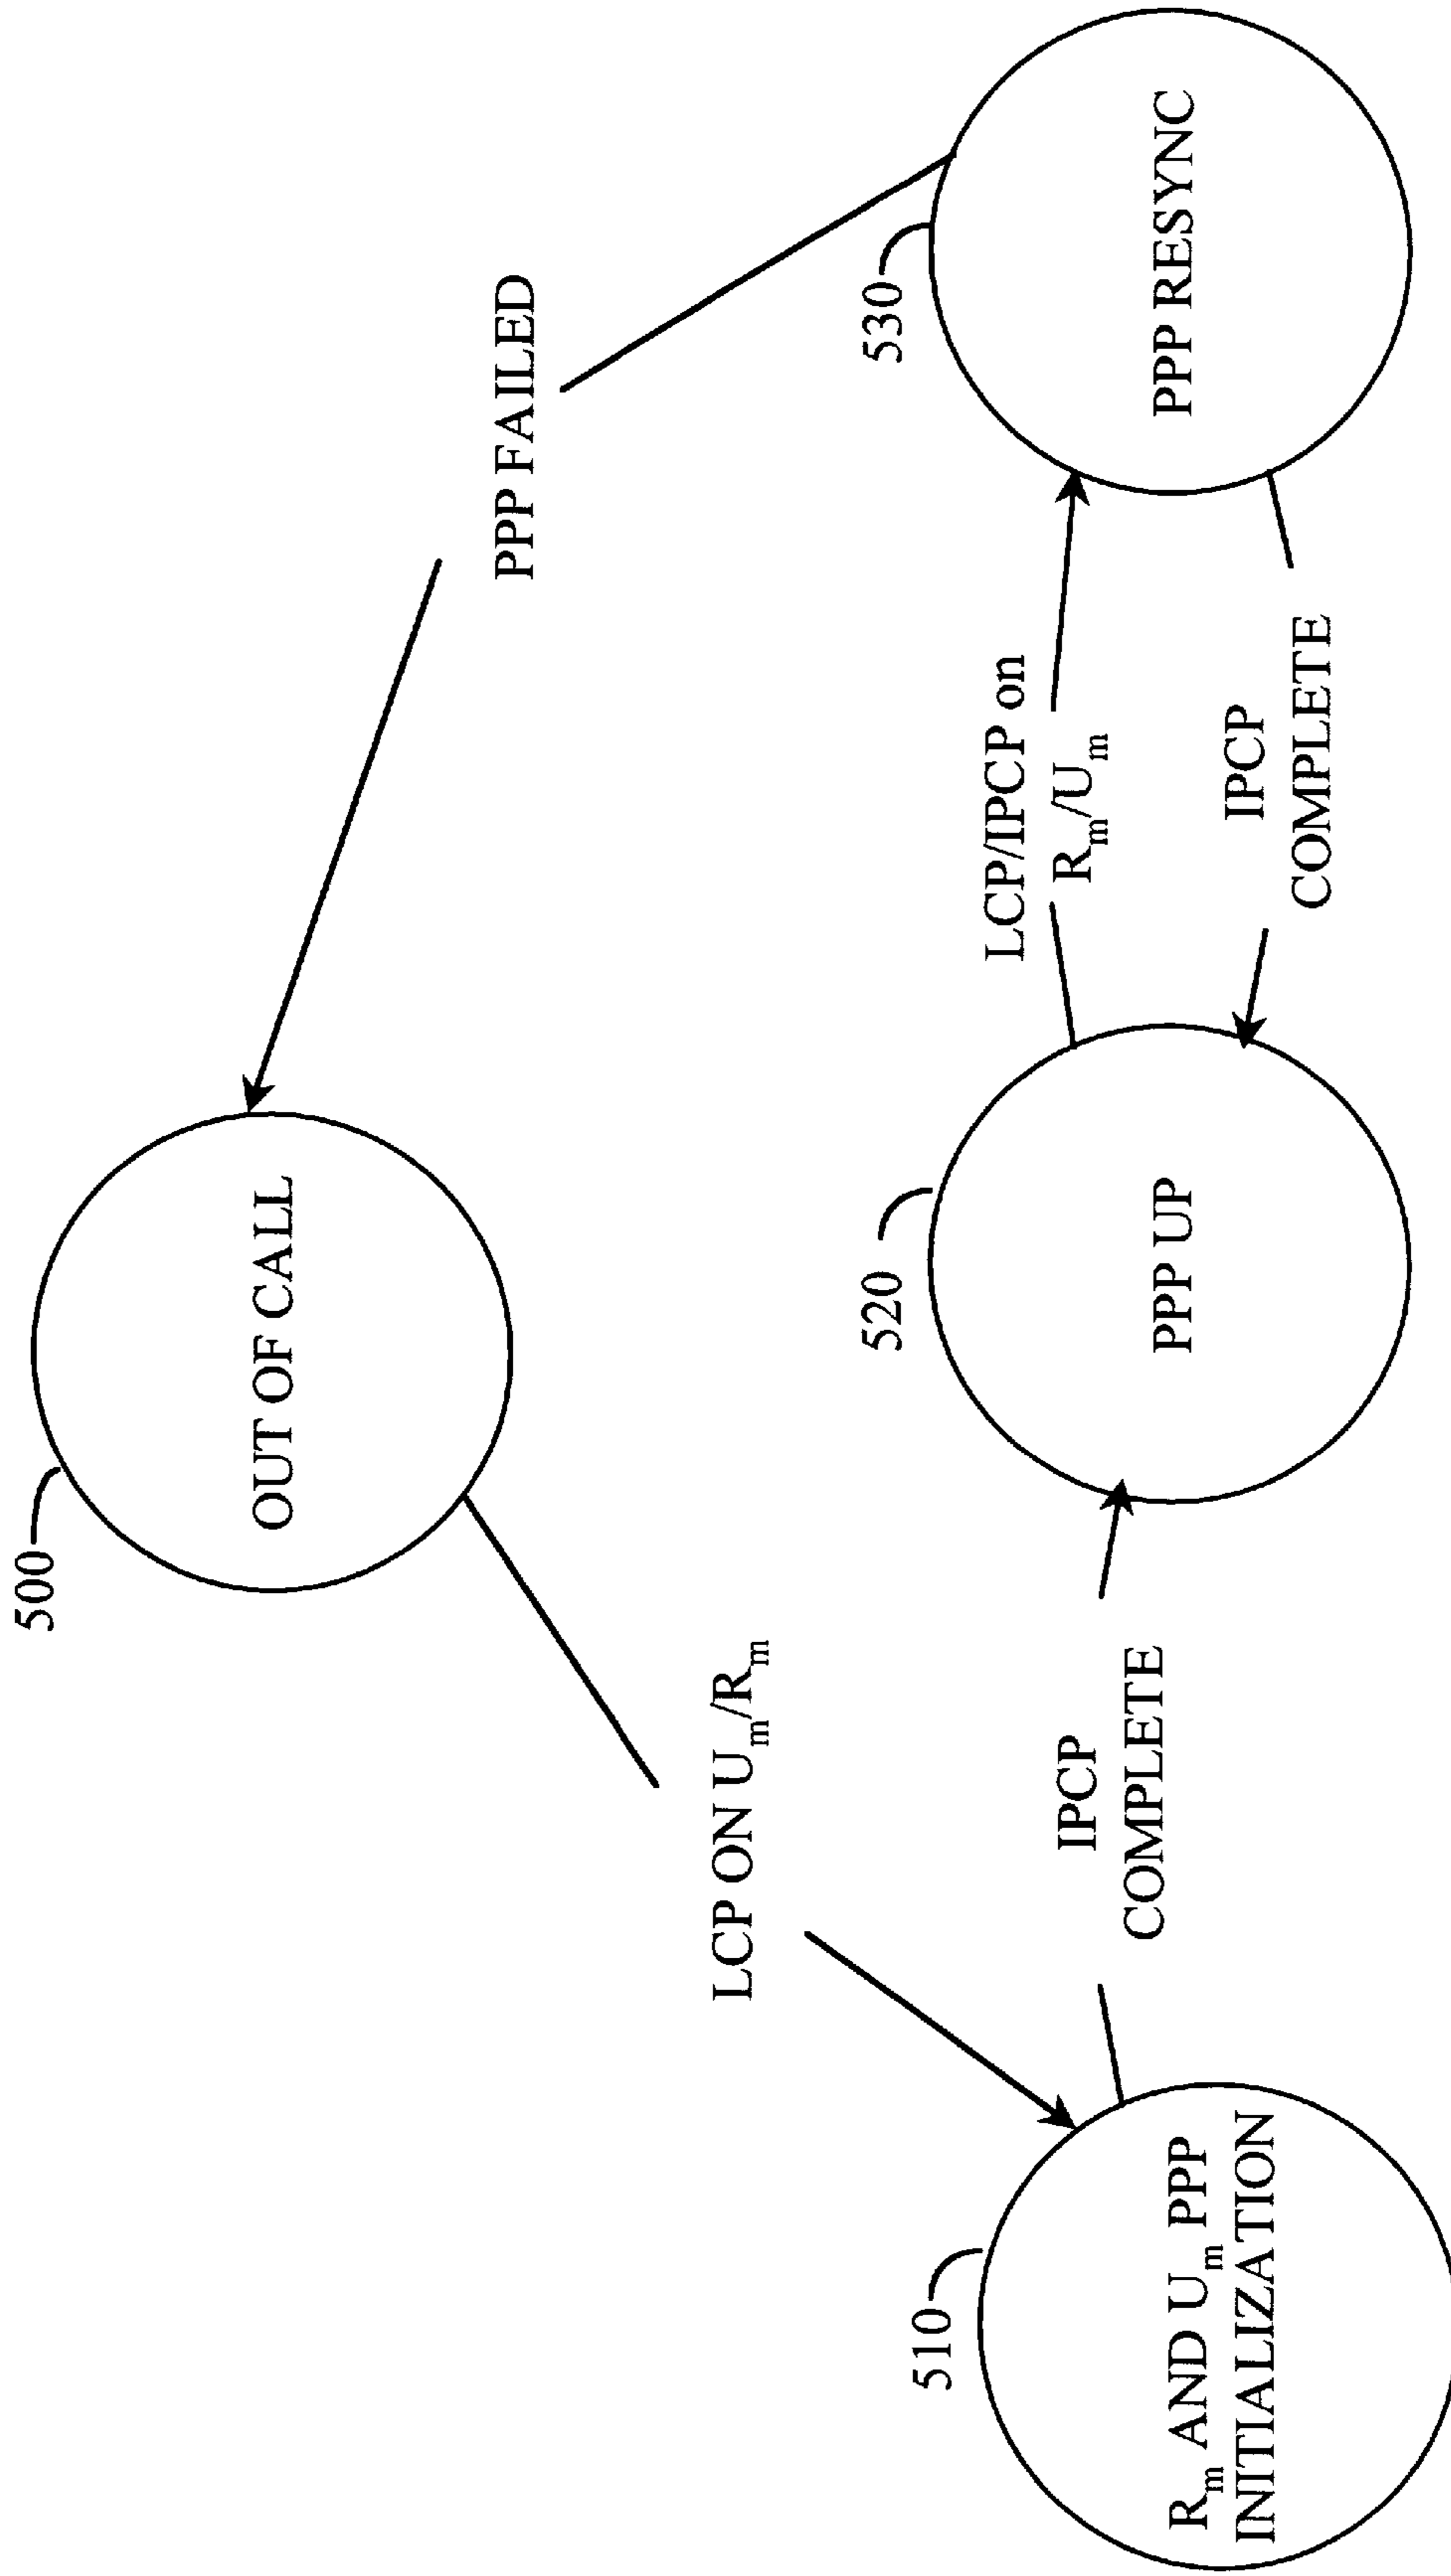 500
OUT OF CALL
PPP FAILED
LCP ON Um/Rm
510
Rm AND Um PPP
INITIALIZATION
IPCP
COMPLETE
520
PPP UP
LCP/IPCP on
Rm/Um
IPCP
COMPLETE
530
PPP RESYNC